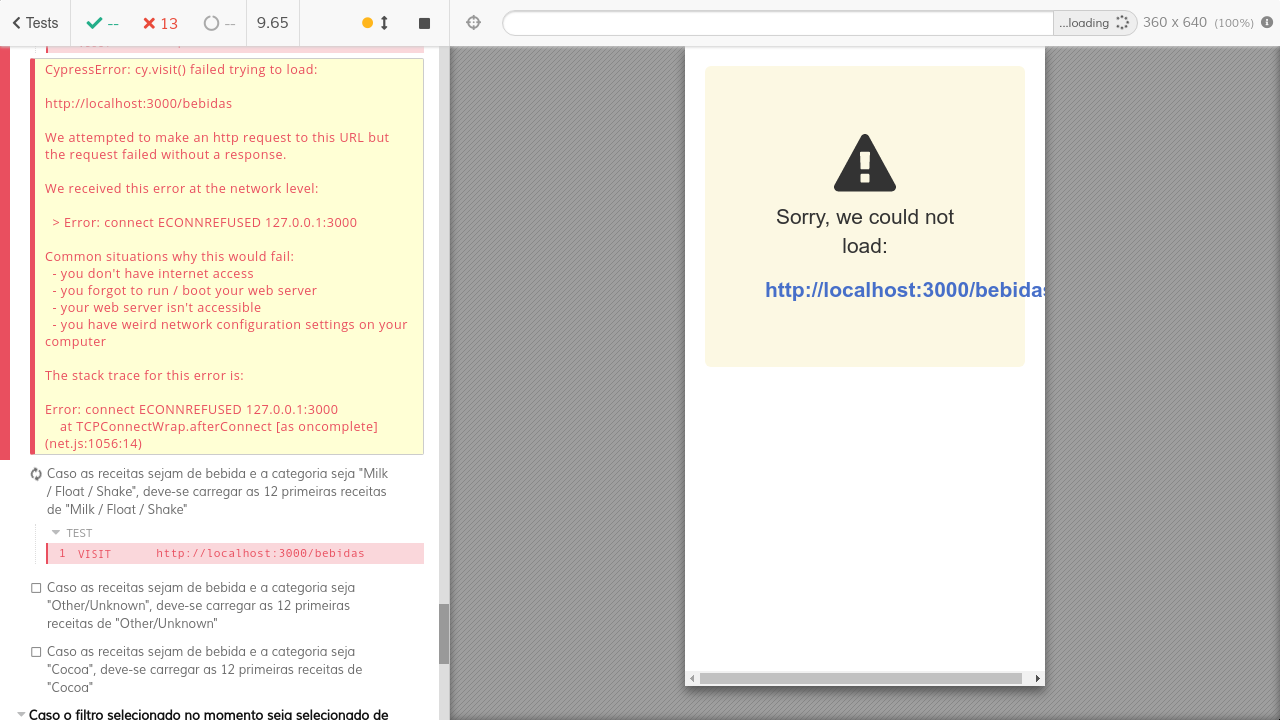 Tests
--
13
--
9.65
...loading
360 x 640 (100%)
CypressError: cy.visit() failed trying to load:
http://localhost:3000/bebidas
We attempted to make an http request to this URL but
the request failed without a response.
We received this error at the network level:
> Error: connect ECONNREFUSED 127.0.0.1:3000
Common situations why this would fail:
- you don't have internet access
- you forgot to run / boot your web server
- your web server isn't accessible
- you have weird network configuration settings on your
computer
The stack trace for this error is:
Error: connect ECONNREFUSED 127.0.0.1:3000
at TCPConnectWrap.afterConnect [as oncomplete]
(net.js:1056:14)
Caso as receitas sejam de bebida e a categoria seja "Milk
/ Float / Shake", deve-se carregar as 12 primeiras receitas
de "Milk / Float / Shake"
TEST
1 VISIT http://localhost:3000/bebidas
Caso as receitas sejam de bebida e a categoria seja
"Other/Unknown", deve-se carregar as 12 primeiras
receitas de "Other/Unknown"
Caso as receitas sejam de bebida e a categoria seja
"Cocoa", deve-se carregar as 12 primeiras receitas de
"Cocoa"
Caso o filtro selecionado no momento seja selecionado de
Sorry, we could not
load:
http://localhost:3000/bebidas